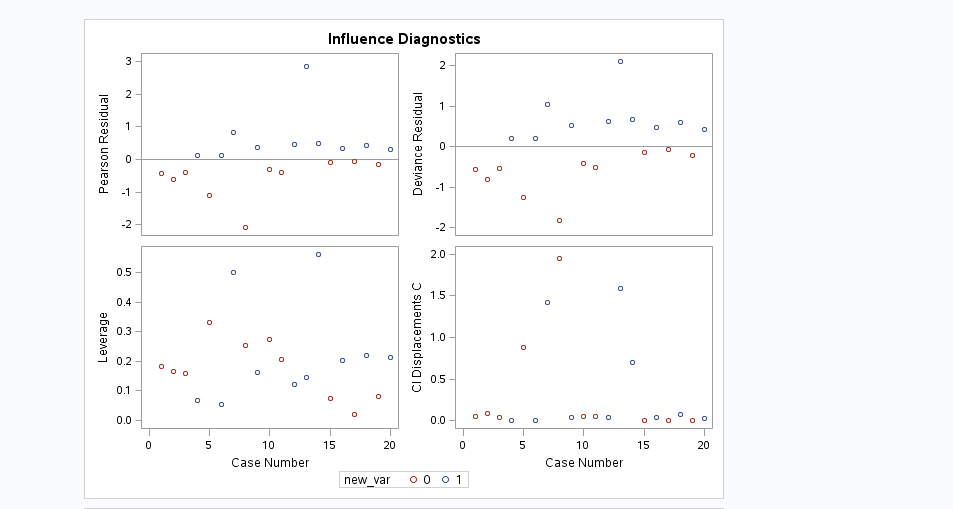 Influence Diagnostics
Pearson Residual
3
2
1
0
-1
-2
Deviance Residual
2
1
0
-1
-2
Leverage
0.5
0.4
0.3
0.2
0.1
0.0
0 5 10 15 20
Case Number
CI Displacements C
2.0
1.5
1.0
0.5
0.0
0 5 10 15 20
Case Number
new_var 0 1